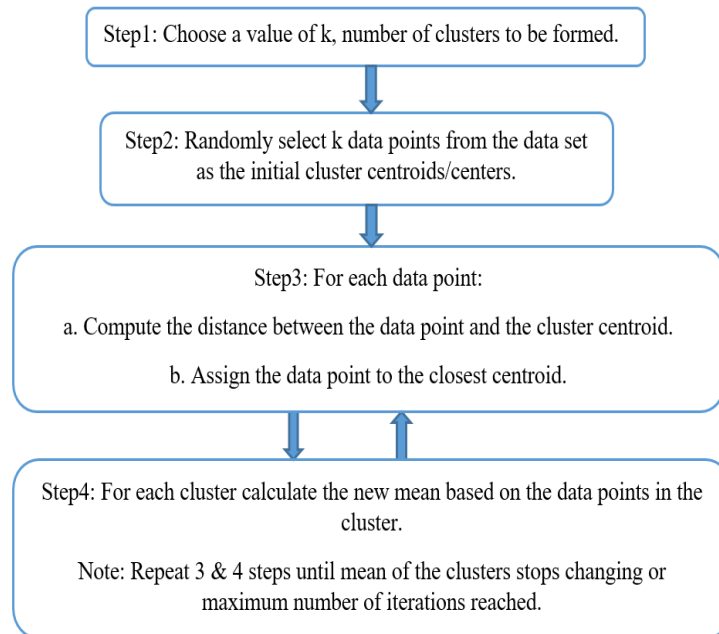 Step1: Choose a value of k, number of clusters to be formed.
Step2: Randomly select k data points from the data set
as the initial cluster centroids/centers.
Step3: For each data point:
a. Compute the distance between the data point and the cluster centroid.
b. Assign the data point to the closest centroid.
Step4: For each cluster calculate the new mean based on the data points in the
cluster.
Note: Repeat 3 & 4 steps until mean of the clusters stops changing or
maximum number of iterations reached.